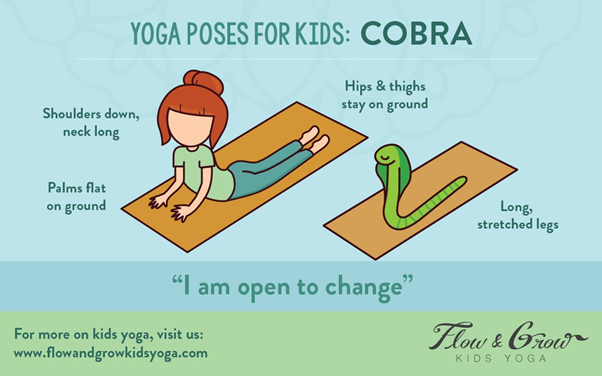 YOGA POSES FOR KIDS: COBRA
Shoulders down,
neck long
Hips & thighs
stay on ground
Palms flat
on ground
Long,
stretched legs
“I am open to change”
For more on kids yoga, visit us:
www.flowandgrowkidsyoga.com
Flow & Grow
KIDS YOGA